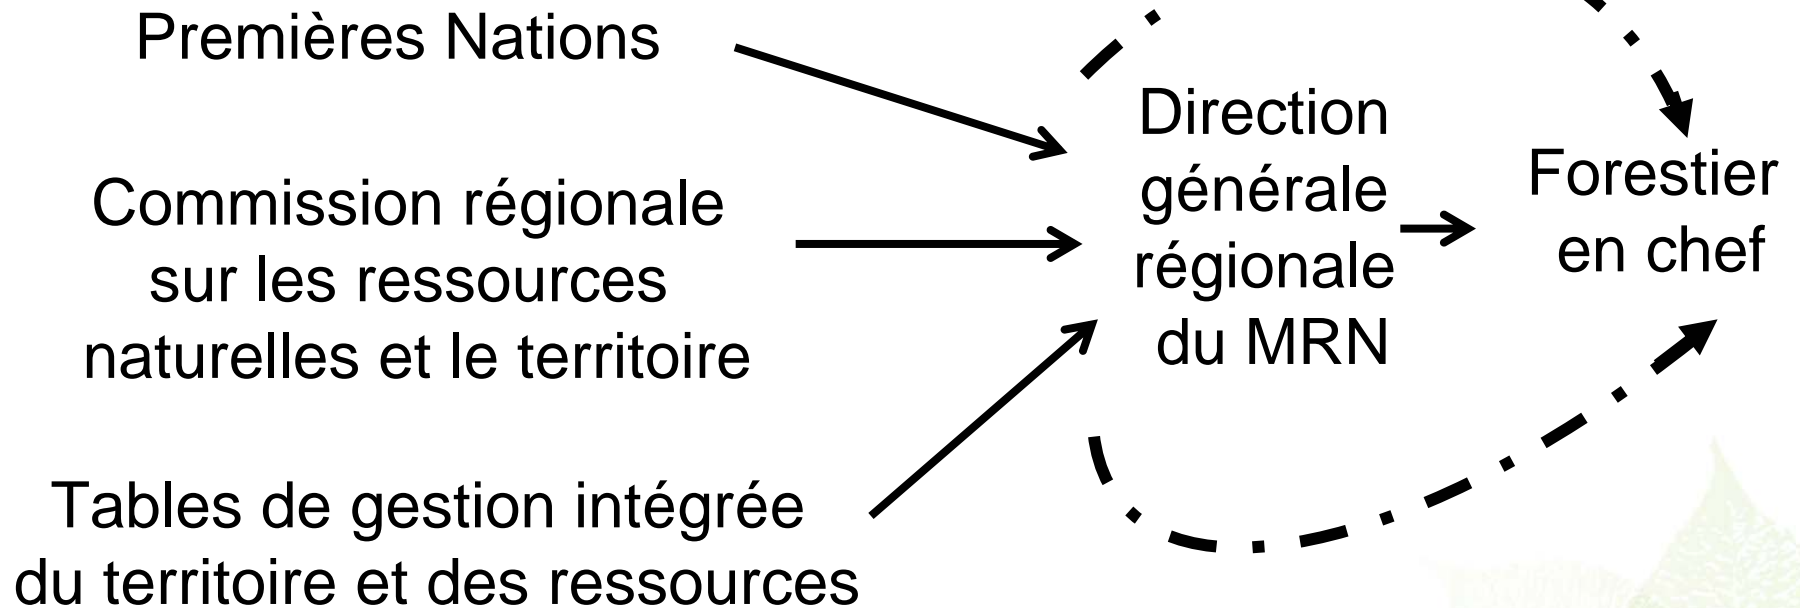 Premières Nations
Commission régionale
sur les ressources
naturelles et le territoire
Tables de gestion intégrée
du territoire et des ressources
Direction
générale
régionale
du MRN
Forestier
en chef